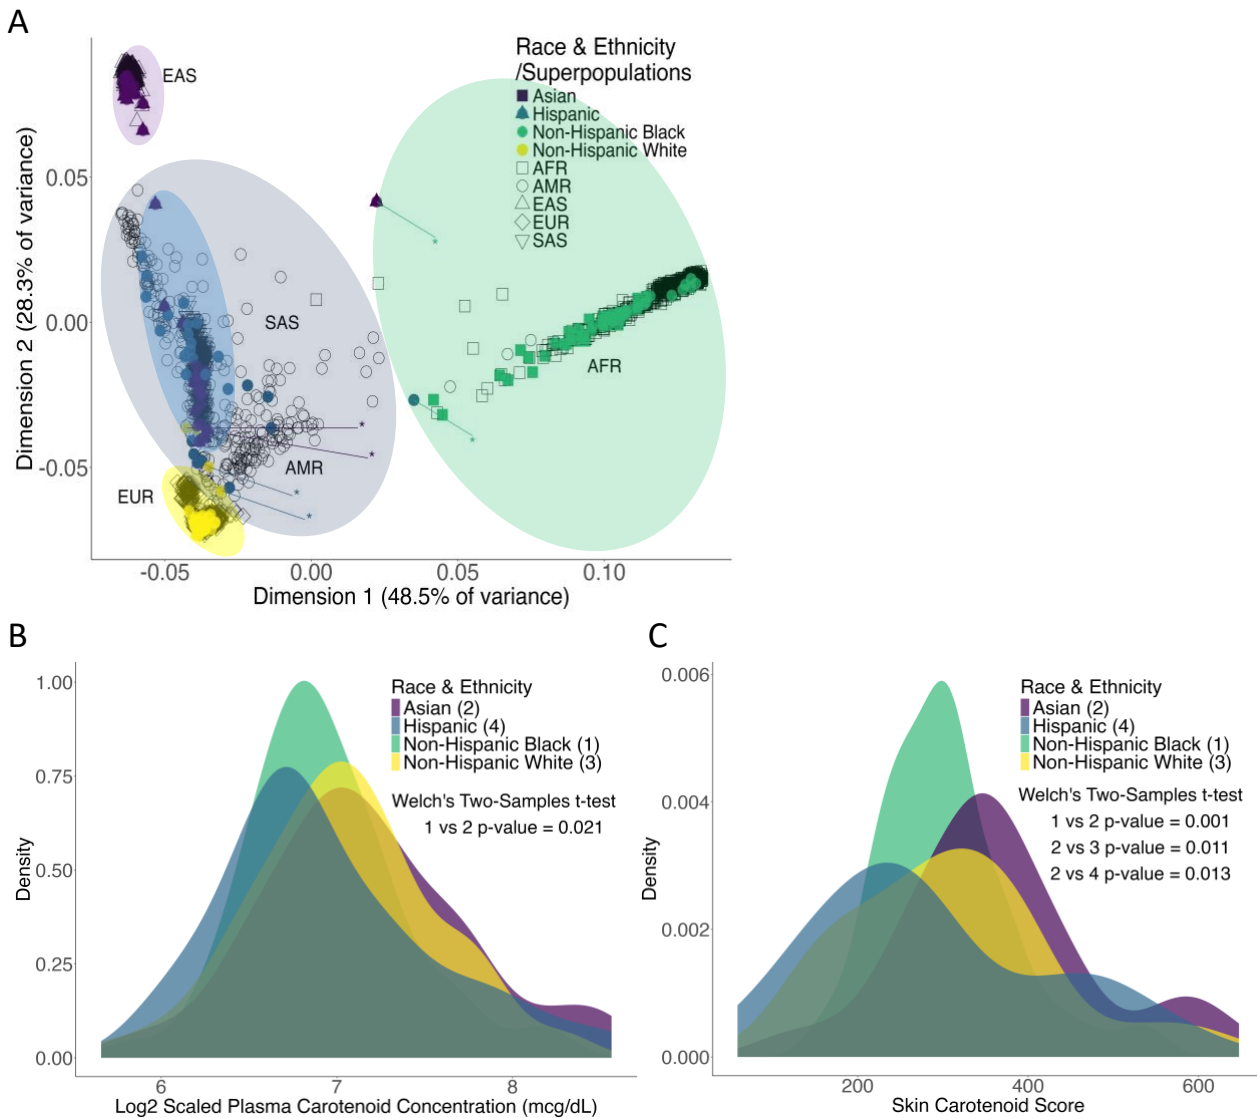 A
Race & Ethnicity
/Superpopulations
Asian
Hispanic
Non-Hispanic Black
Non-Hispanic White
AFR
AMR
EAS
EUR
SAS
EAS
SAS
AFR
AMR
EUR
*
*
*
*
*
*
Dimension 2 (28.3% of variance)
0.05
0.00
-0.05
-0.05 0.00 0.05 0.10
Dimension 1 (48.5% of variance)
B
Race & Ethnicity
Asian (2)
Hispanic (4)
Non-Hispanic Black (1)
Non-Hispanic White (3)
Welch's Two-Samples t-test
1 vs 2 p-value = 0.021
Density
1.00
0.75
0.50
0.25
0.00
6 7 8
Log2 Scaled Plasma Carotenoid Concentration (mcg/dL)
C
Race & Ethnicity
Asian (2)
Hispanic (4)
Non-Hispanic Black (1)
Non-Hispanic White (3)
Welch's Two-Samples t-test
1 vs 2 p-value = 0.001
2 vs 3 p-value = 0.011
2 vs 4 p-value = 0.013
Density
0.006
0.004
0.002
0.000
200 400 600
Skin Carotenoid Score